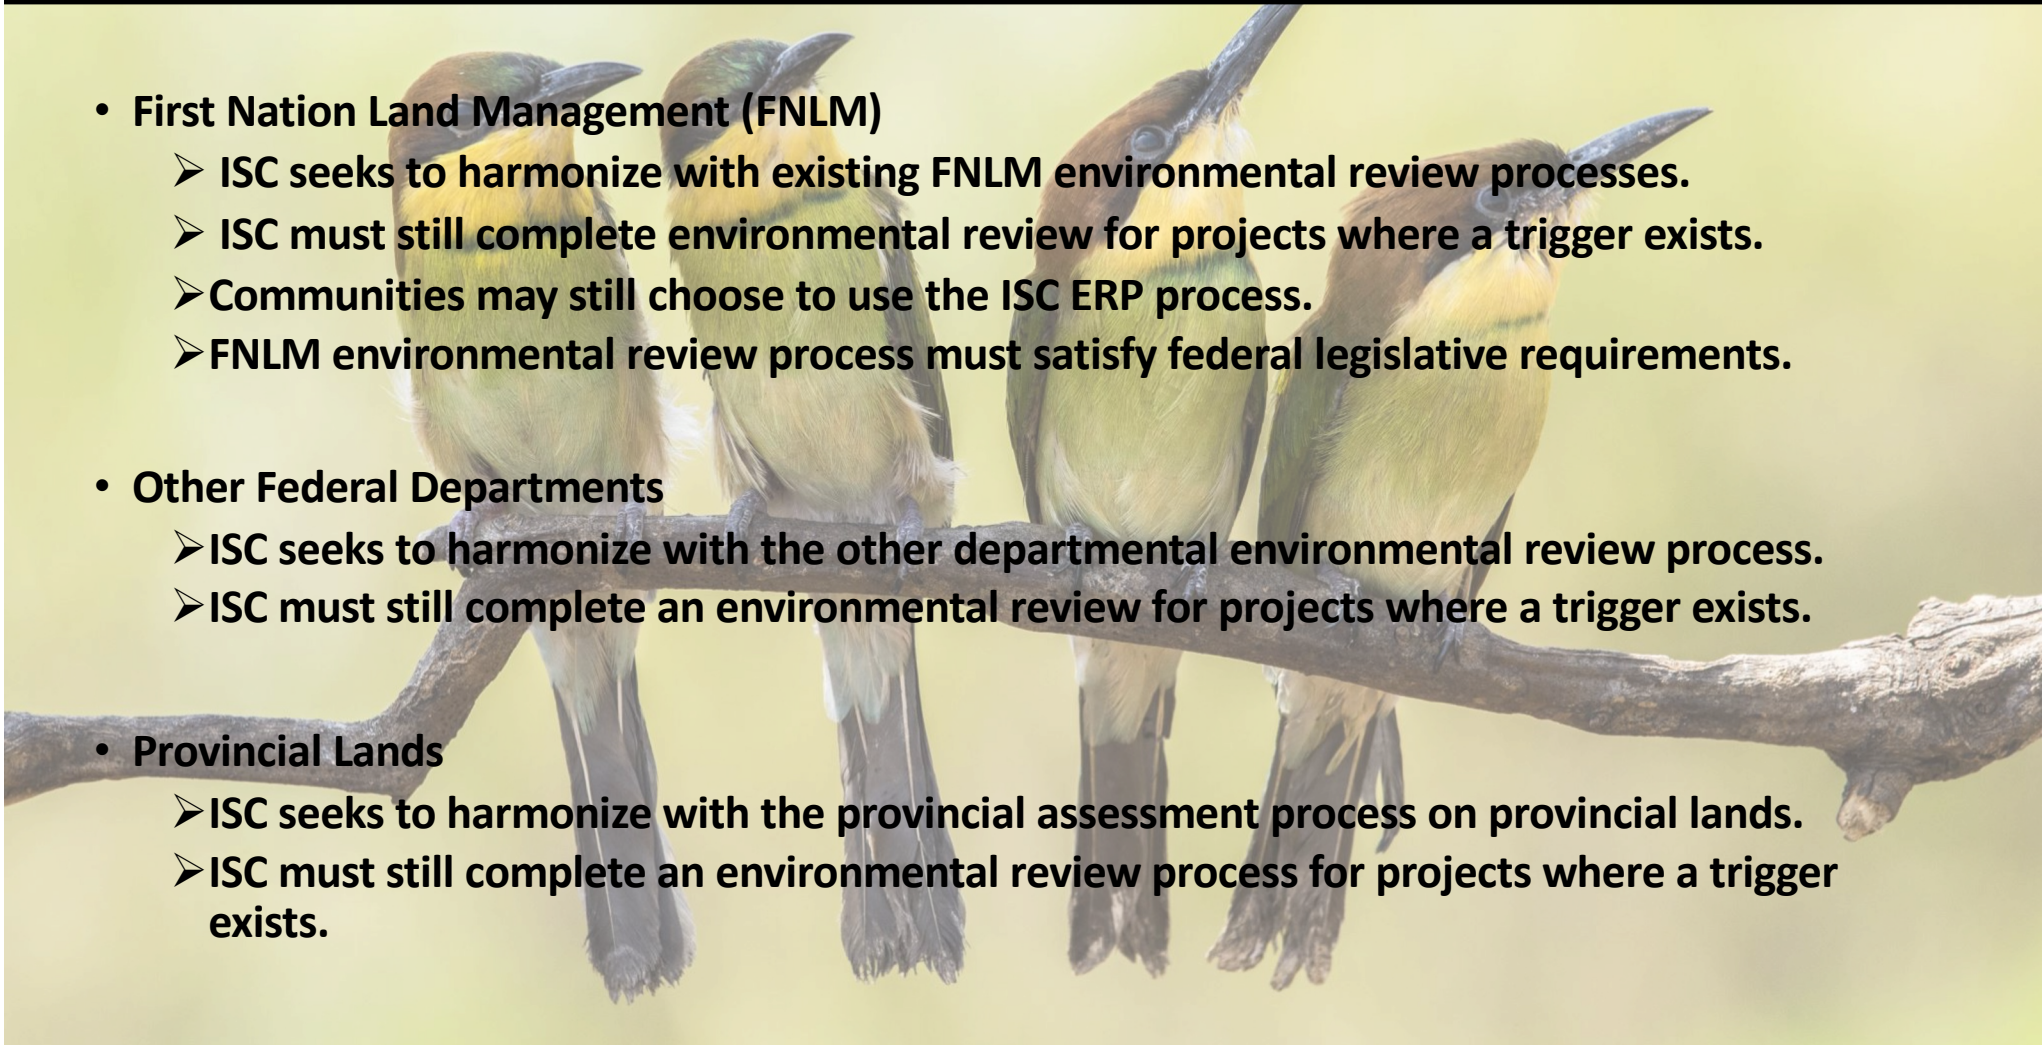 • First Nation Land Management (FNLM)
➢ ISC seeks to harmonize with existing FNLM environmental review processes.
➢ ISC must still complete environmental review for projects where a trigger exists.
➢Communities may still choose to use the ISC ERP process.
➢FNLM environmental review process must satisfy federal legislative requirements.
• Other Federal Departments
➢ISC seeks to harmonize with the other departmental environmental review process.
➢ISC must still complete an environmental review for projects where a trigger exists.
• Provincial Lands
➢ISC seeks to harmonize with the provincial assessment process on provincial lands.
➢ISC must still complete an environmental review process for projects where a trigger
exists.